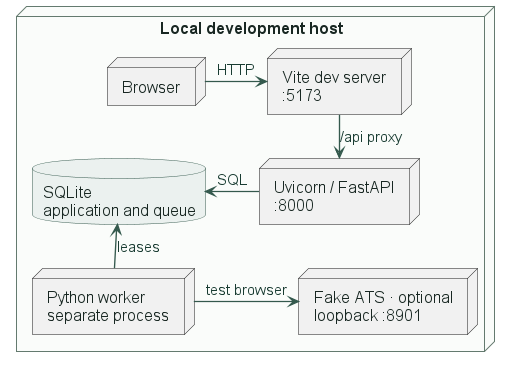 Local development host
Browser
HTTP
Vite dev server
:5173
/api proxy
SQLite
application and queue
SQL
Uvicorn / FastAPI
:8000
leases
Python worker
separate process
test browser
Fake ATS · optional
loopback :8901